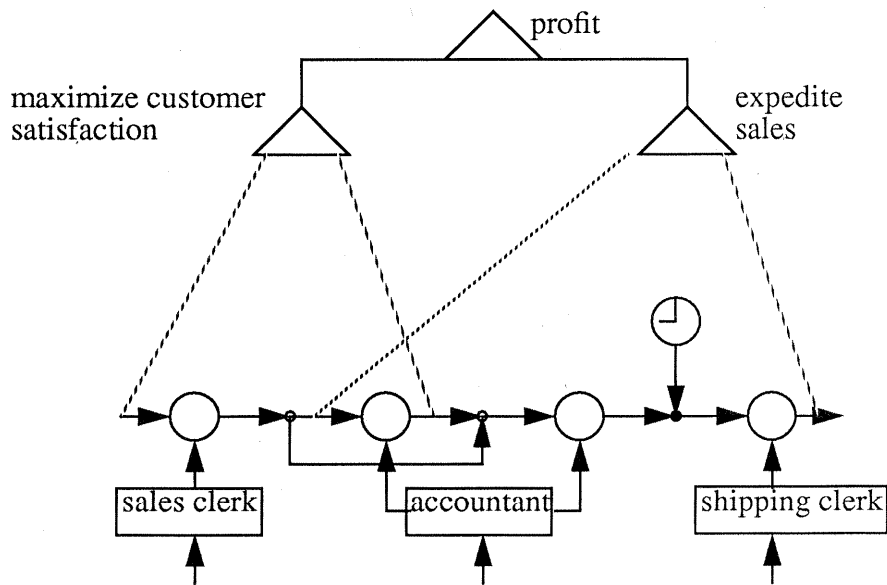 profit
maximize customer
satisfaction
expedite
sales
sales clerk
accountant
shipping clerk